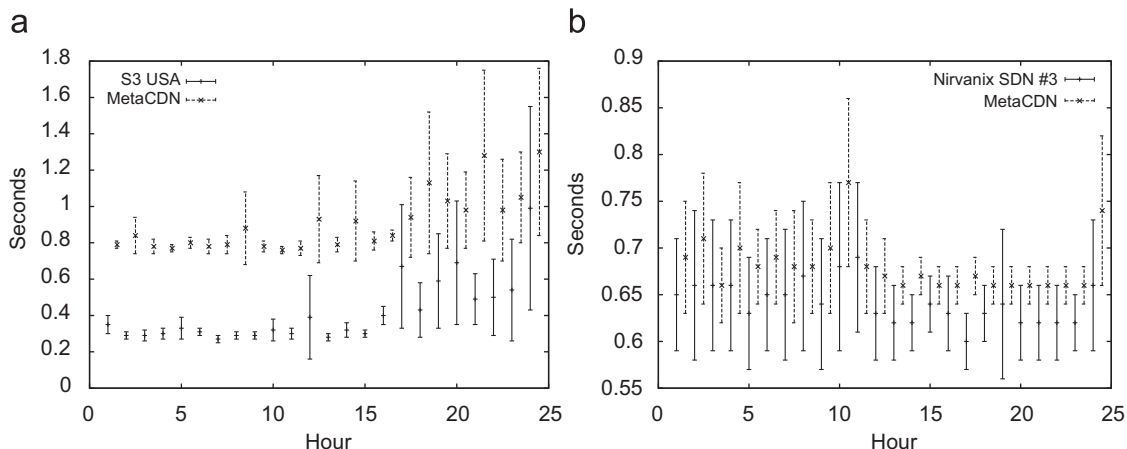 a
1.8
1.6
1.4
1.2
1
0.8
0.6
0.4
0.2
0
Seconds
S3 USA
MetaCDN
0 5 10 15 20 25
Hour
b
0.9
0.85
0.8
0.75
0.7
0.65
0.6
0.55
Seconds
Nirvanix SDN #3
MetaCDN
0 5 10 15 20 25
Hour